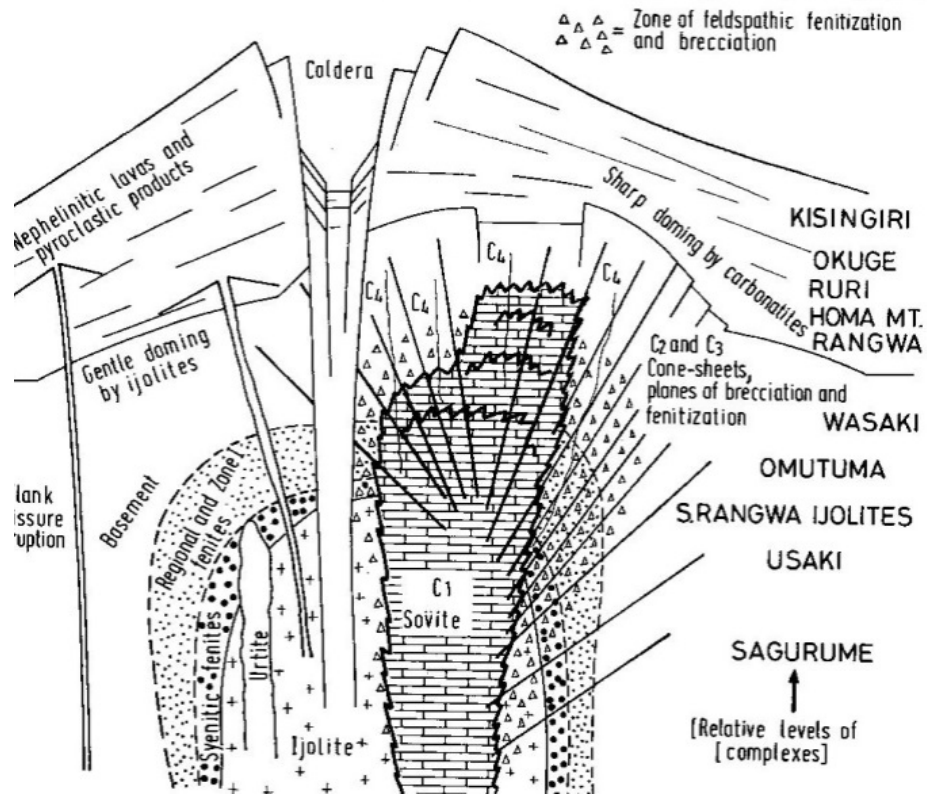 = Zone of feldspathic fenitization
and brecciation
Caldera
Nephelinitic lavas and
pyroclastic products
Sharp doming by carbonatites
KISINGIRI
OKUGE
RURI
HOMA MT.
RANGWA
C4
C4
C4
C4
Gentle doming
by ijolites
C2 and C3
Cone-sheets,
planes of brecciation and
fenitization
WASAKI
OMUTUMA
S.RANGWA IJOLITES
USAKI
lank
issure
ruption
Basement
Regional and Zone 1
fenites
Syenitic fenites
Urtite
Ijolite
C1
Sövite
SAGURUME
[Relative levels of
[complexes]